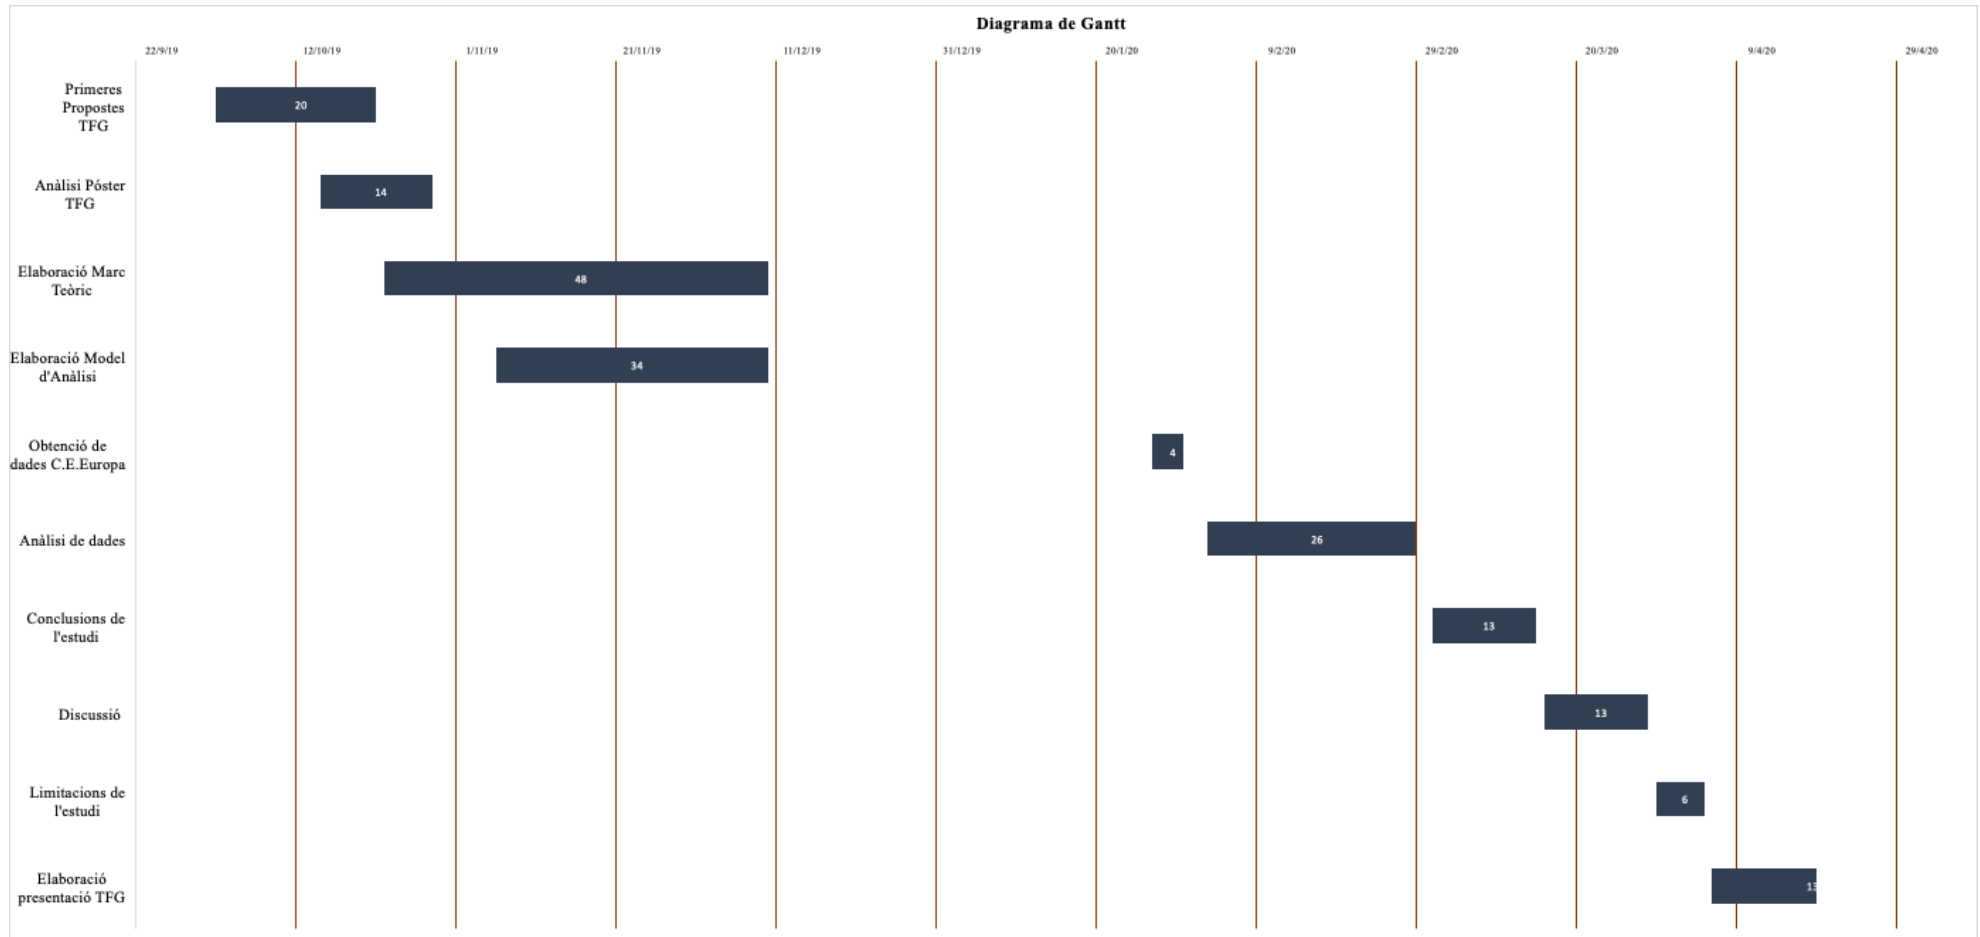 Diagrama de Gantt
22/9/19
12/10/19
1/11/19
21/11/19
11/12/19
31/12/19
20/1/20
9/2/20
29/2/20
20/3/20
9/4/20
29/4/20
Primeres
Propostes
TFG
20
Anàlisi Póster
TFG
14
Elaboració Marc
Teòric
48
Elaboració Model
d'Anàlisi
34
Obtenció de
dades C.E.Europa
4
Anàlisi de dades
26
Conclusions de
l'estudi
13
Discussió
13
Limitacions de
l'estudi
6
Elaboració
presentació TFG
13